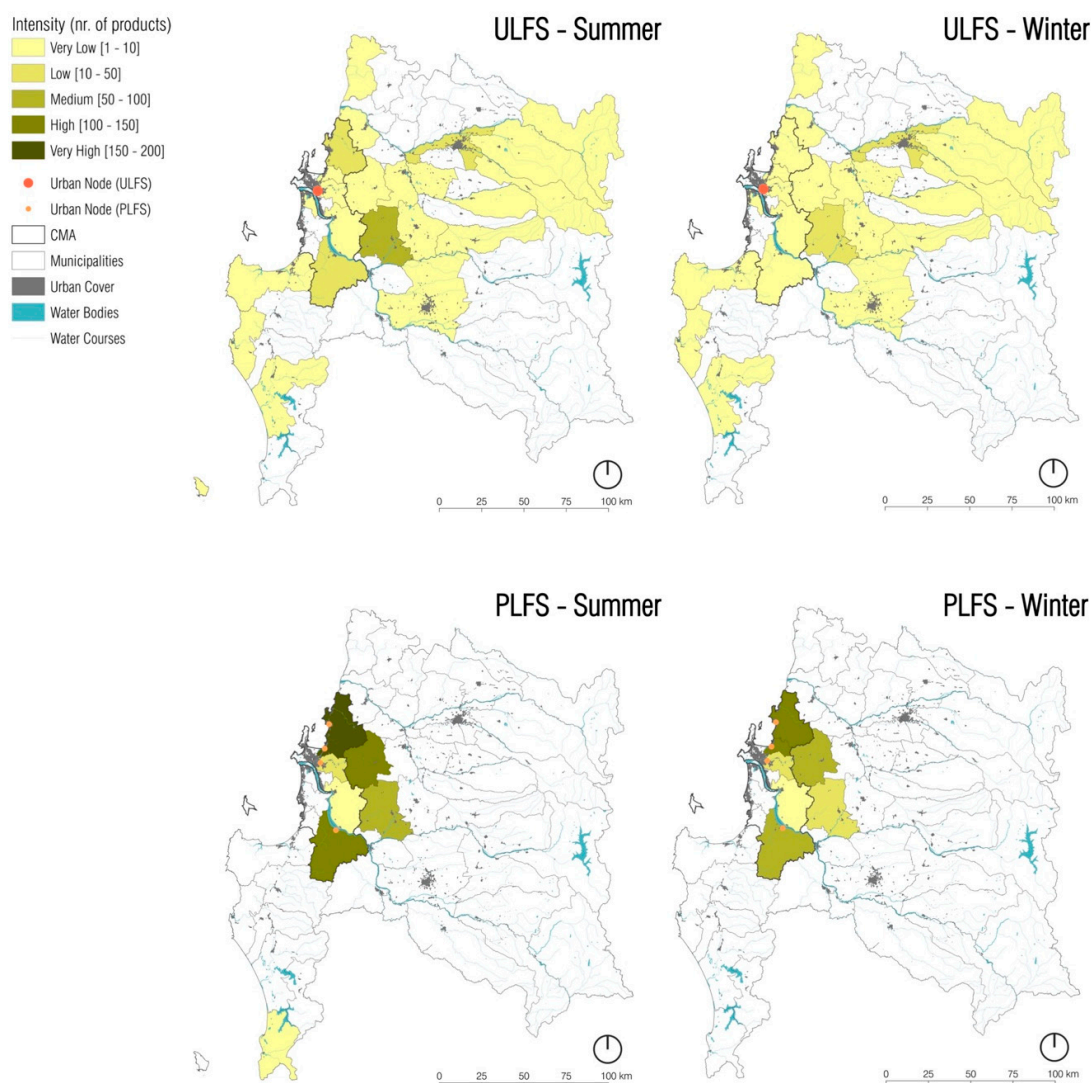 Intensity (nr. of products)
Very Low [1 - 10]
Low [10 - 50]
Medium [50 - 100]
High [100 - 150]
Very High [150 - 200]
Urban Node (ULFS)
Urban Node (PLFS)
CMA
Municipalities
Urban Cover
Water Bodies
Water Courses
ULFS - Summer
0 25 50 75 100 km
ULFS - Winter
0 25 50 75 100 km
PLFS - Summer
0 25 50 75 100 km
PLFS - Winter
0 25 50 75 100 km